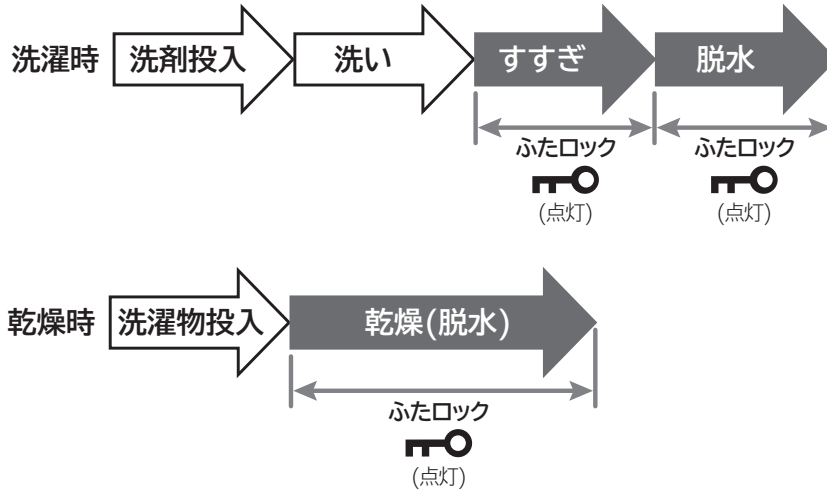 洗濯時 洗剤投入 洗い すすぎ 脱水
ふたロック ふたロック
(点灯) (点灯)
乾燥時 洗濯物投入 乾燥(脱水)
ふたロック
(点灯)